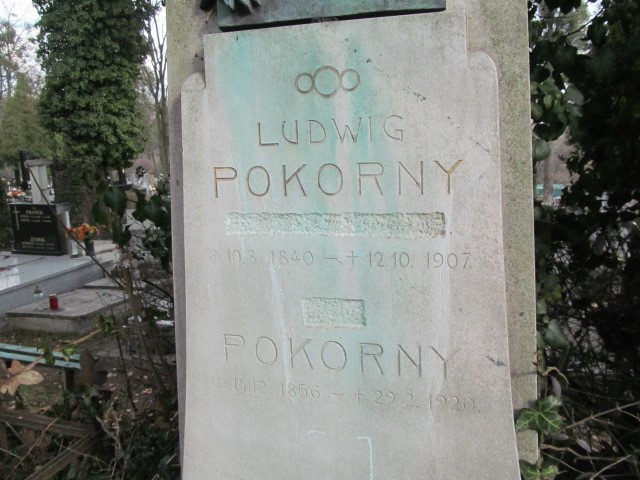 LUDWIG
POKORNY
* 10.8. 1840 – † 12.10. 1907.
POKORNY
* 15.12. 1856 – † 29.2. 1920.